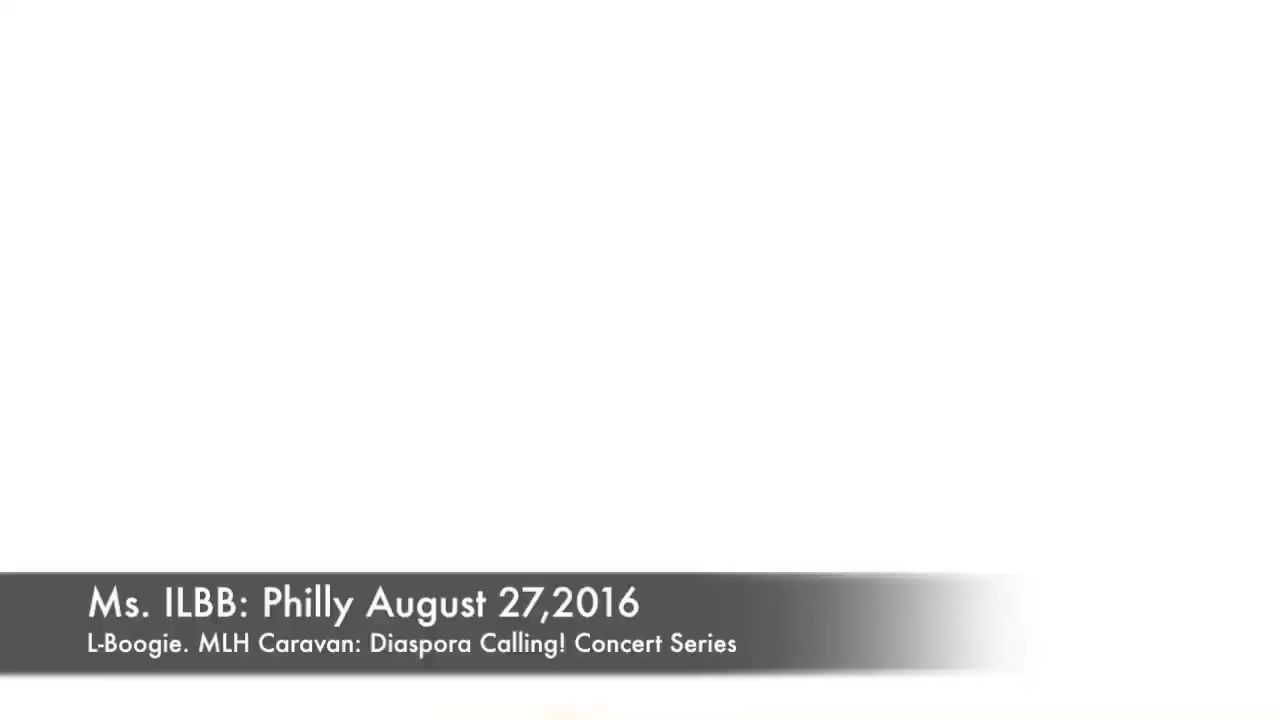 Ms. ILBB: Philly August 27,2016
L-Boogie. MLH Caravan: Diaspora Calling! Concert Series